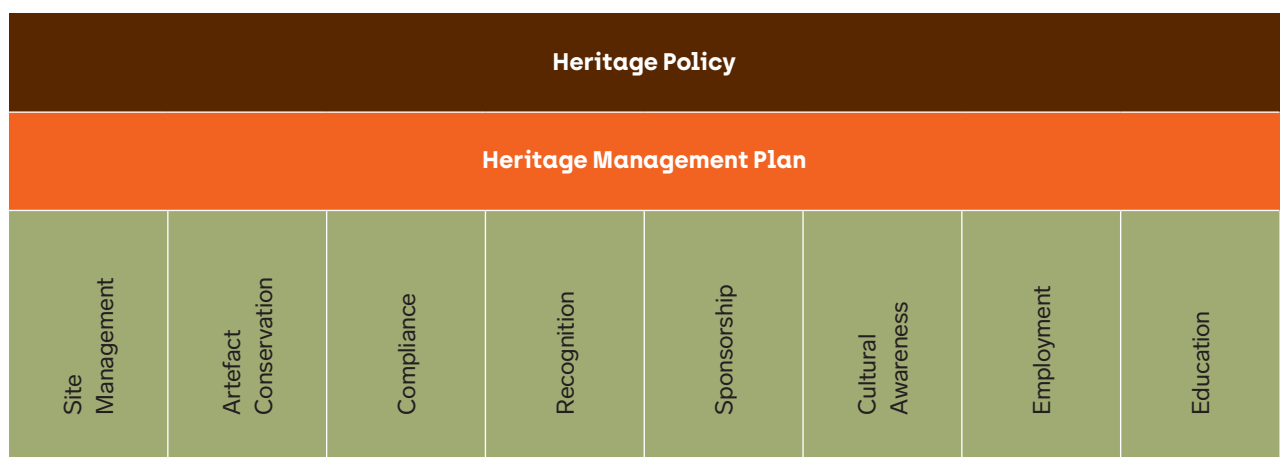 Heritage Policy
Heritage Management Plan
Site
Management
Artefact
Conservation
Compliance
Recognition
Sponsorship
Cultural
Awareness
Employment
Education